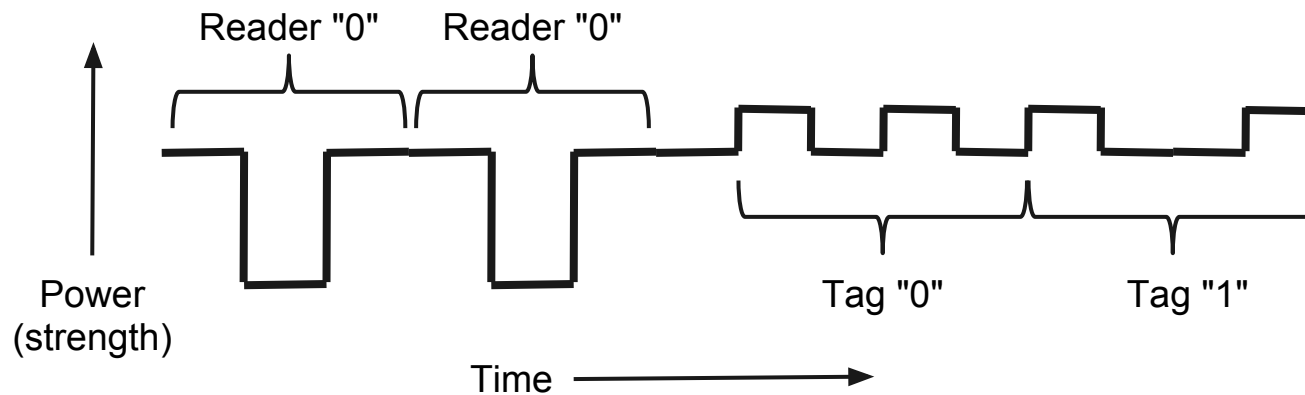 Reader "0"
Reader "0"
Power
(strength)
Tag "0"
Tag "1"
Time